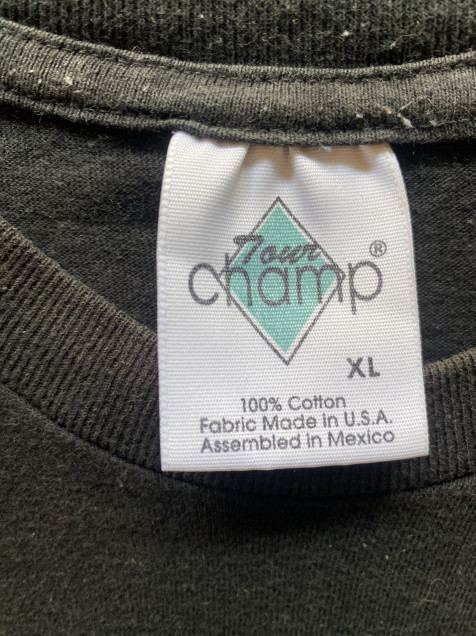 Tour
champ®
XL
100% Cotton
Fabric Made in U.S.A.
Assembled in Mexico